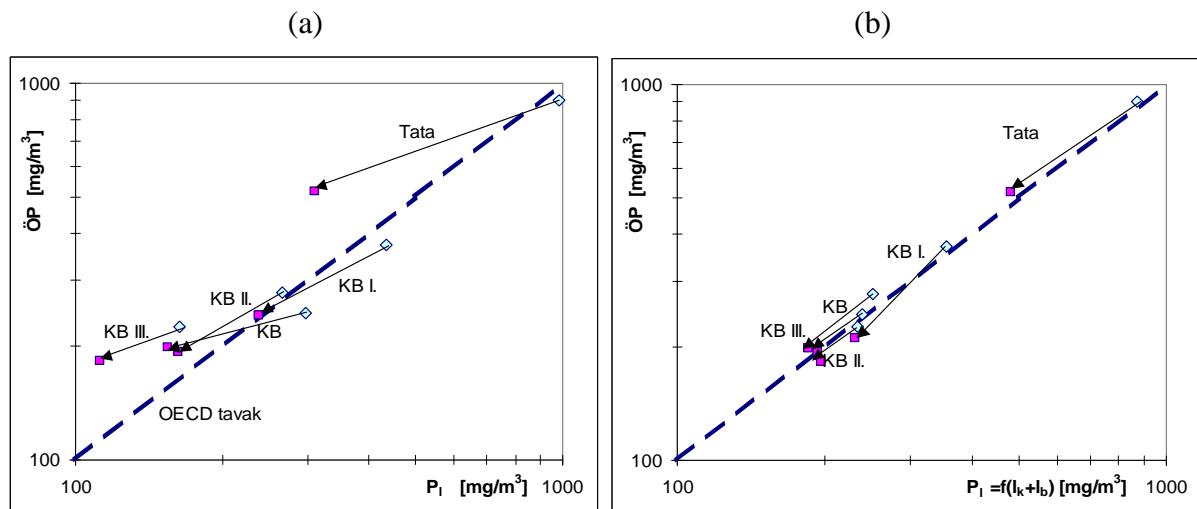 (a)
1000
ÖP [mg/m³]
Tata
KB I.
KB II.
KB III.
KB
OECD tavak
100
100
P_I [mg/m³]
1000
(b)
1000
ÖP [mg/m³]
Tata
KB I.
KB
KB III.
KB II.
100
100
P_I =f(I_k+I_b) [mg/m³]
1000